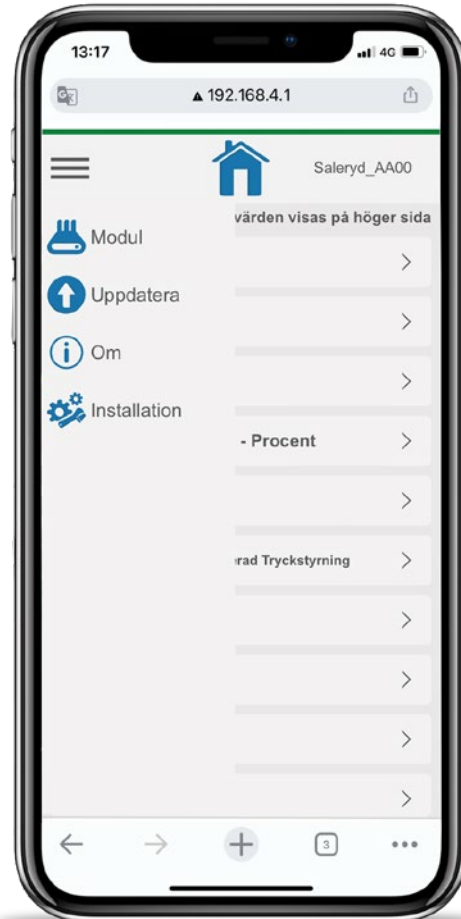 13:17
4G
192.168.4.1
Saleryd_AA00
värden visas på höger sida
Modul
Uppdatera
Om
Installation
- Procent
Tryckstyrning
3